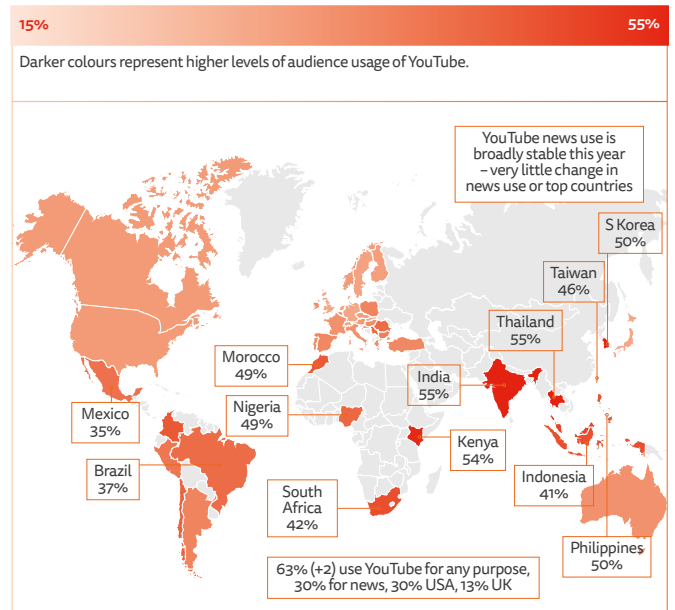 15%
55%
Darker colours represent higher levels of audience usage of YouTube.
YouTube news use is
broadly stable this year
– very little change in
news use or top countries
S Korea
50%
Taiwan
46%
Thailand
55%
Morocco
49%
India
55%
Mexico
35%
Nigeria
49%
Kenya
54%
Brazil
37%
South
Africa
42%
Indonesia
41%
Philippines
50%
63% (+2) use YouTube for any purpose,
30% for news, 30% USA, 13% UK